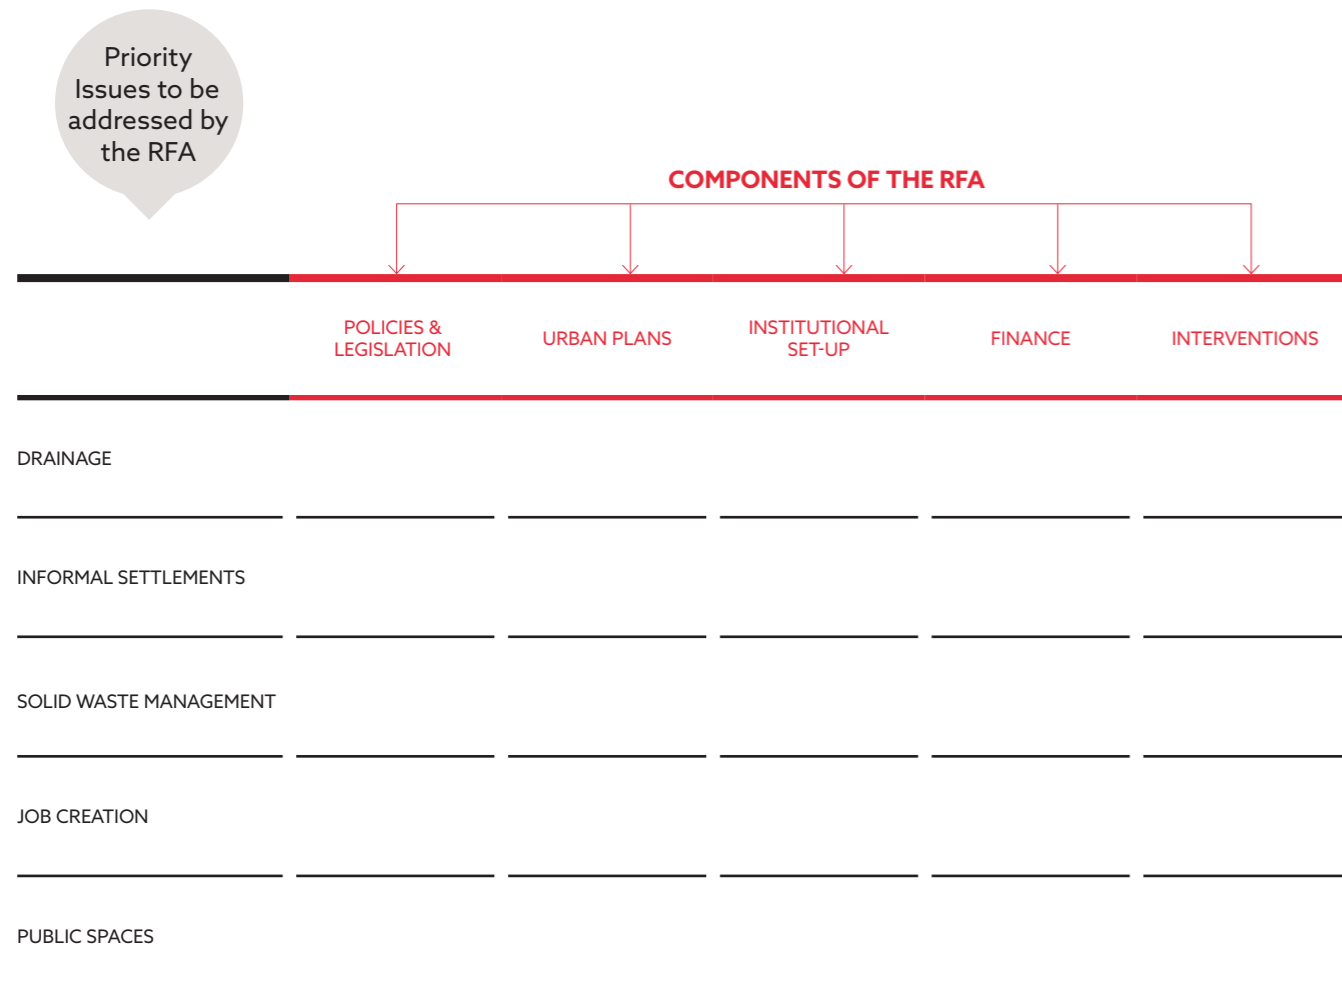 Priority
Issues to be
addressed by
the RFA
COMPONENTS OF THE RFA
POLICIES &
LEGISLATION
URBAN PLANS
INSTITUTIONAL
SET-UP
FINANCE
INTERVENTIONS
DRAINAGE
INFORMAL SETTLEMENTS
SOLID WASTE MANAGEMENT
JOB CREATION
PUBLIC SPACES